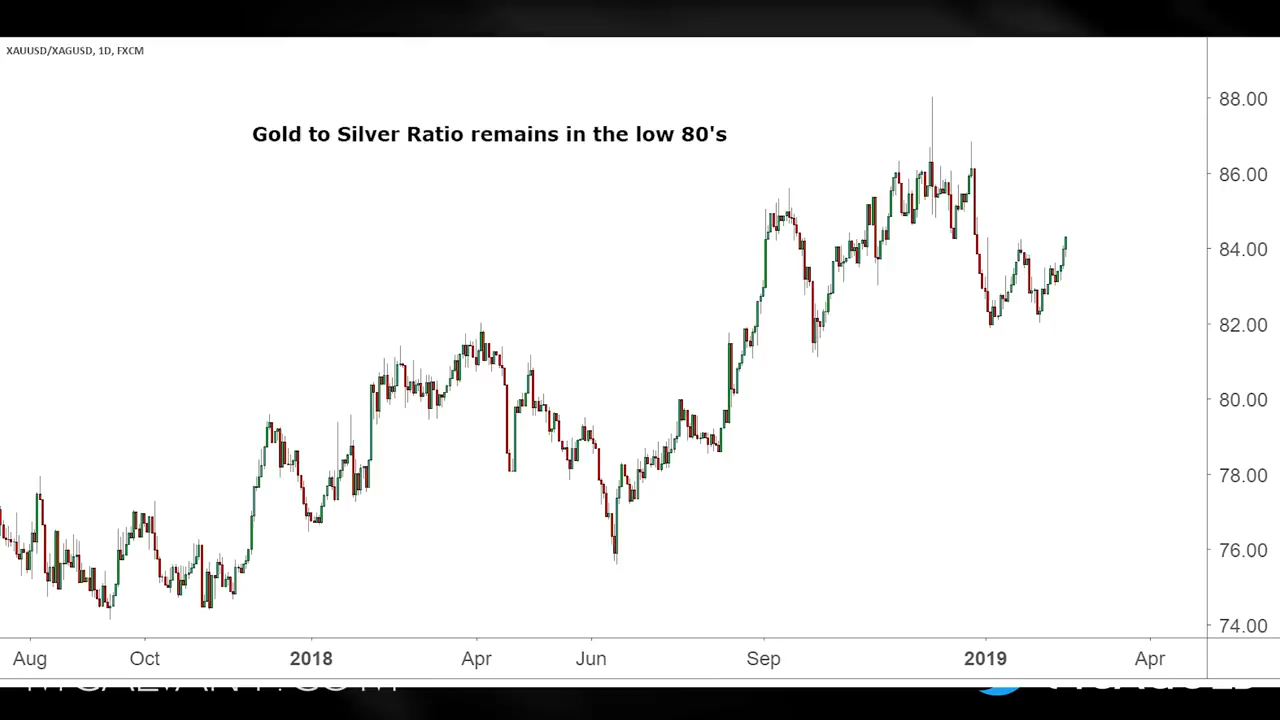 XAUUSD/XAGUSD, 1D, FXCM
Gold to Silver Ratio remains in the low 80's
88.00
86.00
84.00
82.00
80.00
78.00
76.00
74.00
Aug Oct 2018 Apr Jun Sep 2019 Apr